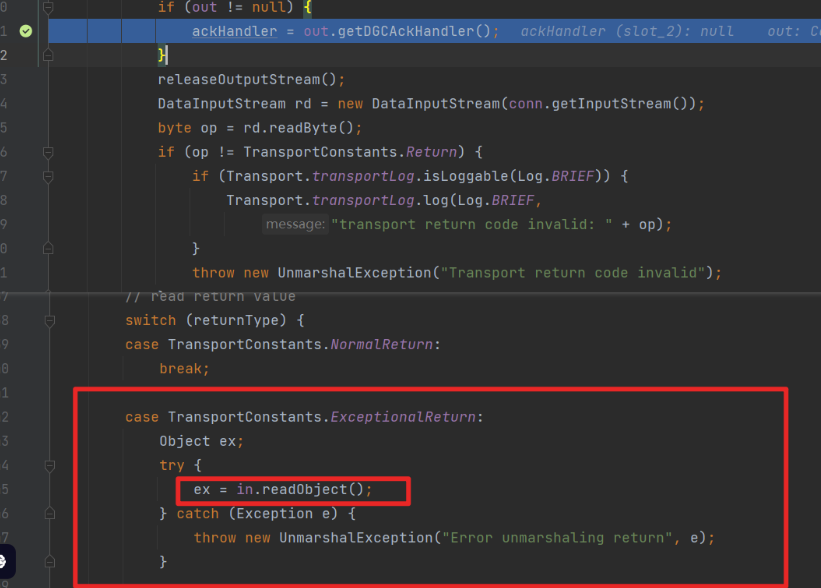 0 if (out != null) {
1 ackHandler = out.getDGCAckHandler(); ackHandler (slot_2): null out: C
2 }
3 releaseOutputStream();
4 DataInputStream rd = new DataInputStream(conn.getInputStream());
5 byte op = rd.readByte();
6 if (op != TransportConstants.Return) {
7 if (Transport.transportLog.isLoggable(Log.BRIEF)) {
8 Transport.transportLog.log(Log.BRIEF,
9 message: "transport return code invalid: " + op);
0 }
1 throw new UnmarshalException("Transport return code invalid");
7 // read return value
8 switch (returnType) {
9 case TransportConstants.NormalReturn:
0 break;
1
2 case TransportConstants.ExceptionalReturn:
3 Object ex;
4 try {
5 ex = in.readObject();
6 } catch (Exception e) {
7 throw new UnmarshalException("Error unmarshaling return", e);
}